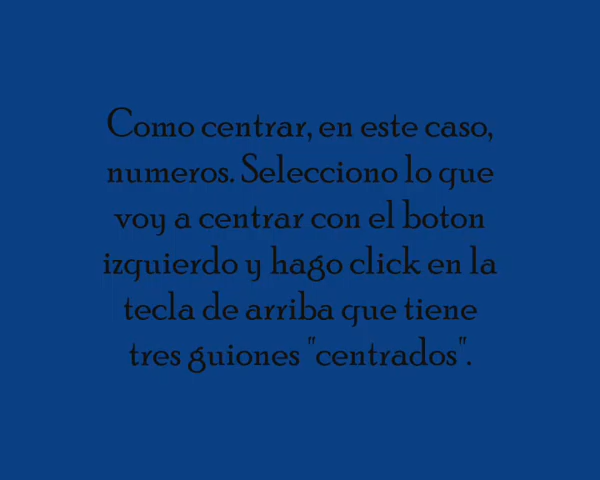 Como centrar, en este caso,
numeros. Selecciono lo que
voy a centrar con el boton
izquierdo y hago click en la
tecla de arriba que tiene
tres guiones "centrados".